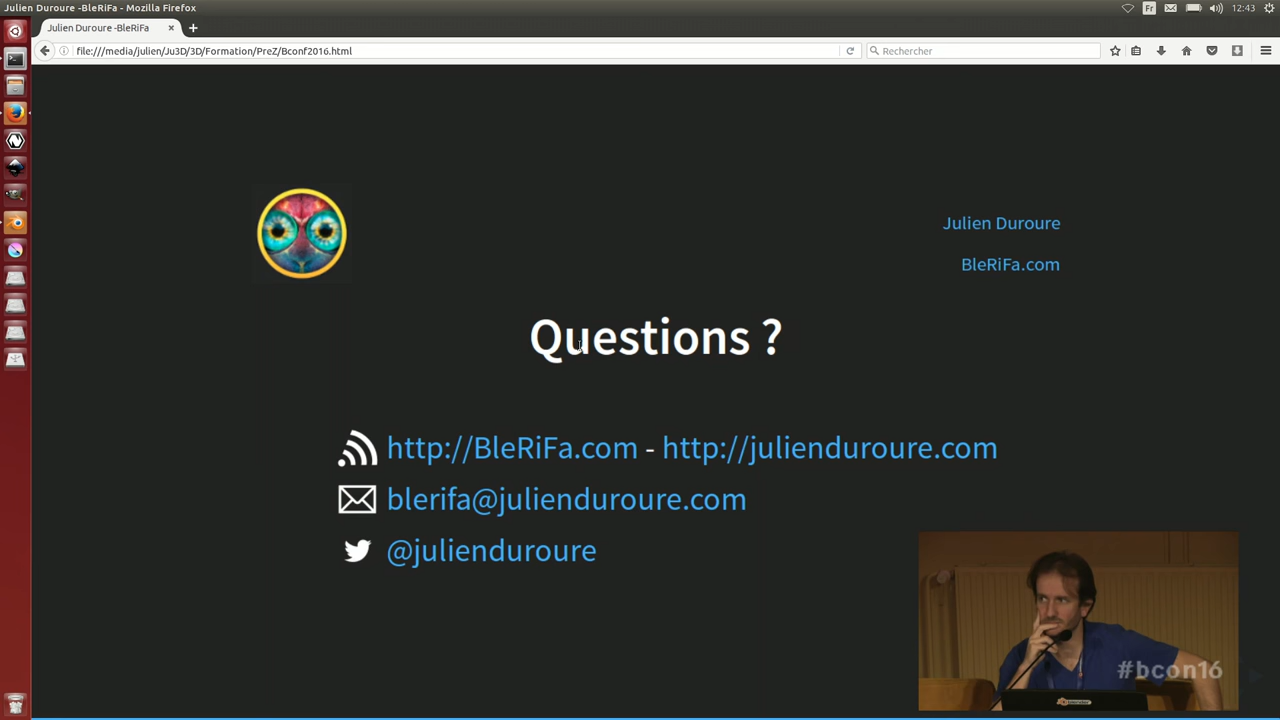 Julien Duroure -BleRiFa - Mozilla Firefox
Fr
12:43
Julien Duroure -BleRiFa
file:///media/julien/Ju3D/3D/Formation/PreZ/Bconf2016.html
Rechercher
Julien Duroure
BleRiFa.com
Questions ?
http://BleRiFa.com - http://julienduroure.com
blerifa@julienduroure.com
@julienduroure
#bcon16